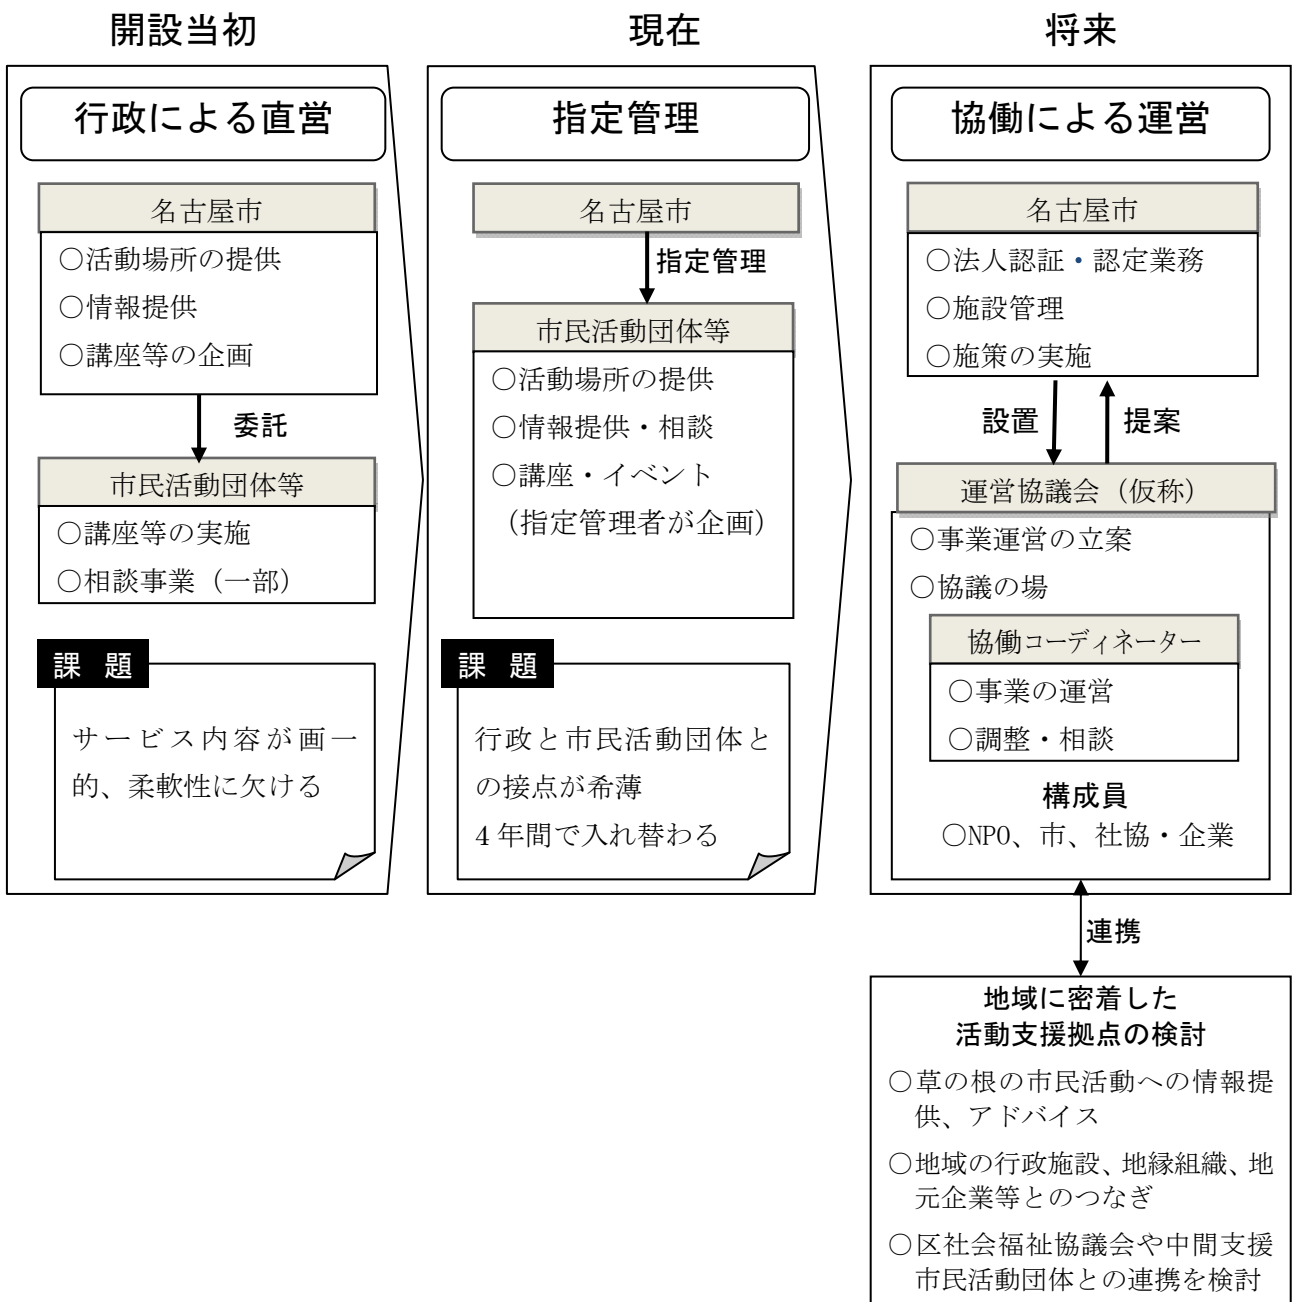 開設当初
行政による直営
名古屋市
○活動場所の提供
○情報提供
○講座等の企画
委託
市民活動団体等
○講座等の実施
○相談事業（一部）
課 題
サービス内容が画一
的、柔軟性に欠ける
現在
指定管理
名古屋市
指定管理
市民活動団体等
○活動場所の提供
○情報提供・相談
○講座・イベント
（指定管理者が企画）
課 題
行政と市民活動団体と
の接点が希薄
4年間で入れ替わる
将来
協働による運営
名古屋市
○法人認証・認定業務
○施設管理
○施策の実施
設置
提案
運営協議会（仮称）
○事業運営の立案
○協議の場
協働コーディネーター
○事業の運営
○調整・相談
構成員
○NPO、市、社協・企業
連携
地域に密着した
活動支援拠点の検討
○草の根の市民活動への情報提
供、アドバイス
○地域の行政施設、地縁組織、地
元企業等とのつなぎ
○区社会福祉協議会や中間支援
市民活動団体との連携を検討